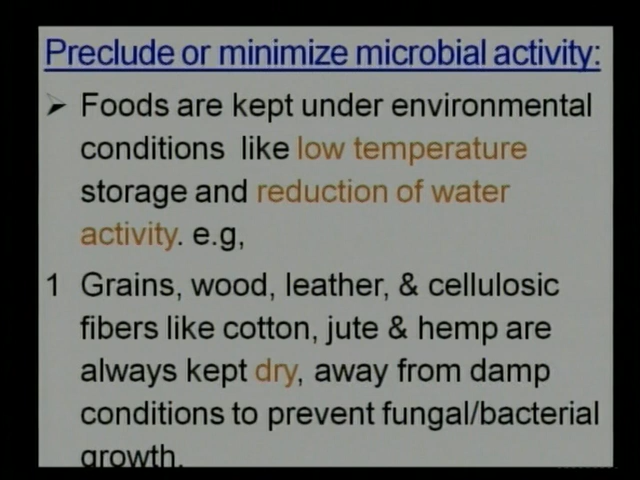 Preclude or minimize microbial activity:
➢ Foods are kept under environmental
conditions like low temperature
storage and reduction of water
activity. e.g,
1 Grains, wood, leather, & cellulosic
fibers like cotton, jute & hemp are
always kept dry, away from damp
conditions to prevent fungal/bacterial
growth.